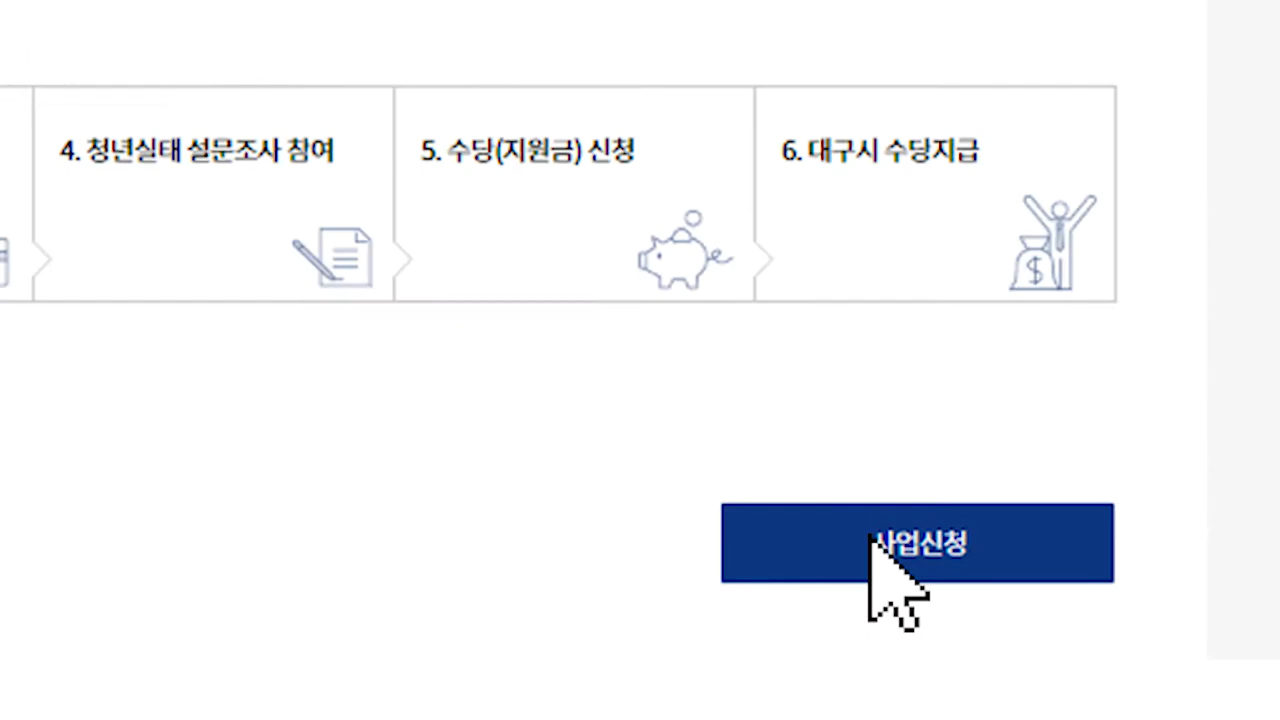 4. 청년실태 설문조사 참여
5. 수당(지원금) 신청
6. 대구시 수당지급
사업신청